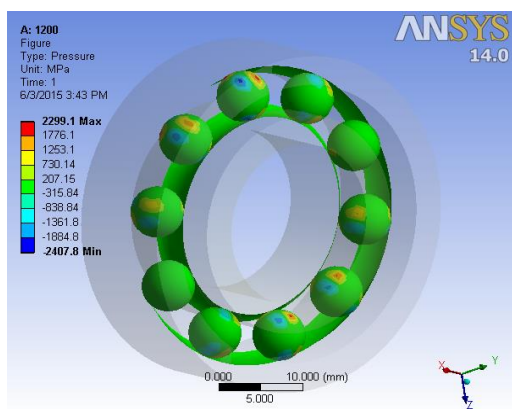 A: 1200
Figure
Type: Pressure
Unit: MPa
Time: 1
6/3/2015 3:43 PM
2299.1 Max
1776.1
1253.1
730.14
207.15
-315.84
-838.84
-1361.8
-1884.8
-2407.8 Min
ANSYS
14.0
0.000 10.000 (mm)
5.000
X Y
Z